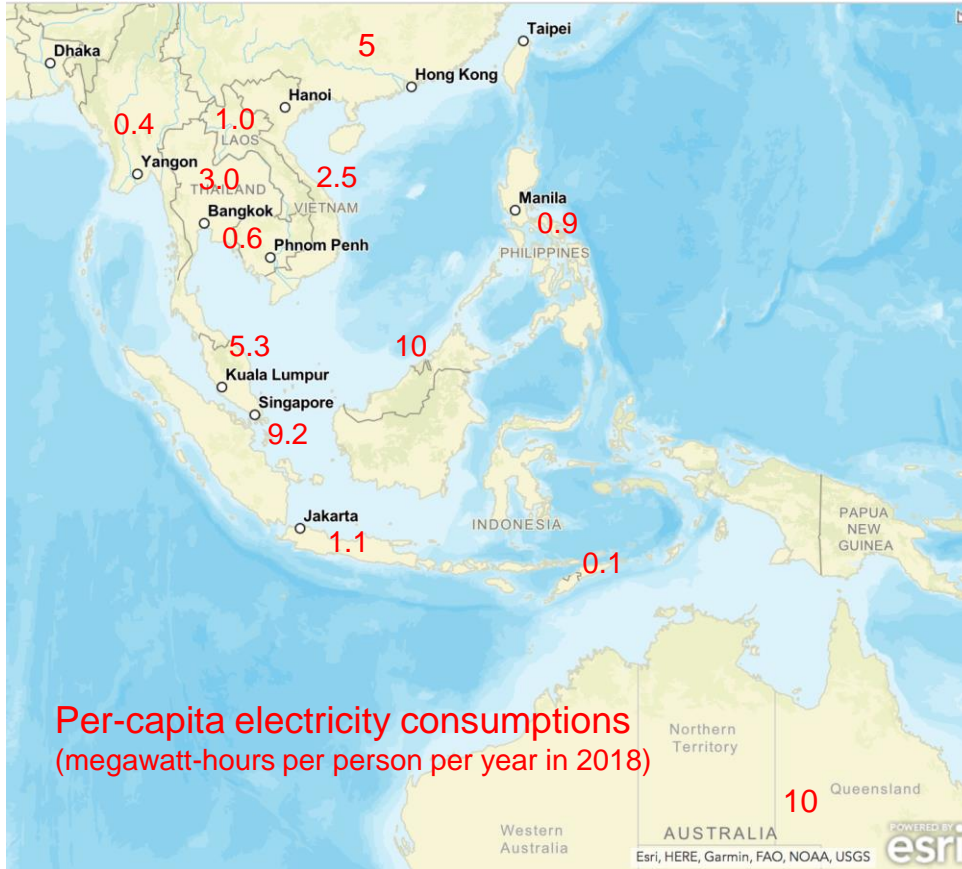 Taipei
5
Dhaka
Hong Kong
Hanoi
0.4
1.0
LAOS
Yangon
3.0
THAILAND
2.5
Manila
VIETNAM
Bangkok
0.9
0.6
Phnom Penh
PHILIPPINES
5.3
10
Kuala Lumpur
Singapore
9.2
Jakarta
INDONESIA
1.1
PAPUA
NEW
GUINEA
0.1
Per-capita electricity consumptions
(megawatt-hours per person per year in 2018)
Northern
Territory
10
Queensland
Western
Australia
AUSTRALIA
POWERED BY
esri
Esri, HERE, Garmin, FAO, NOAA, USGS